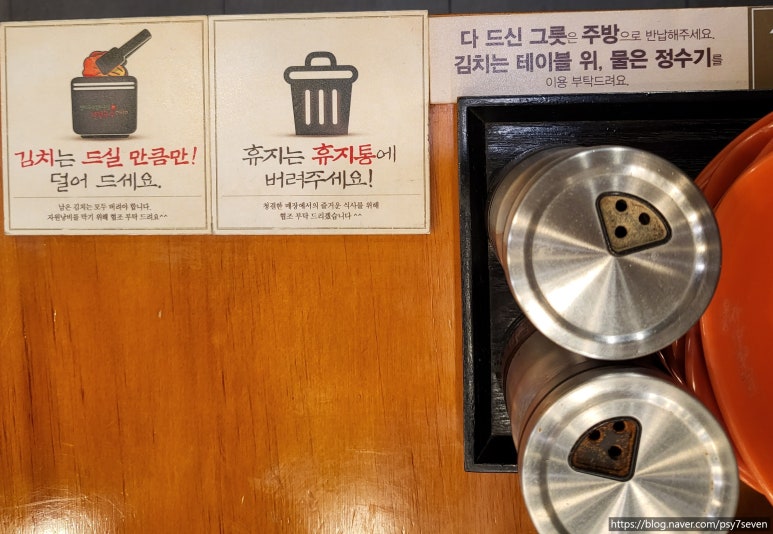 김치는 드실 만큼만!
덜어 드세요.
남은 김치는 모두 버려야 합니다.
자원낭비를 막기 위해 협조 부탁 드려요^^
휴지는 휴지통에
버려주세요!
청결한 매장에서의 즐거운 식사를 위해
협조 부탁 드리겠습니다 ^^
다 드신 그릇은 주방으로 반납해주세요.
김치는 테이블 위, 물은 정수기를
이용 부탁드려요.
https://blog.naver.com/psy7seven